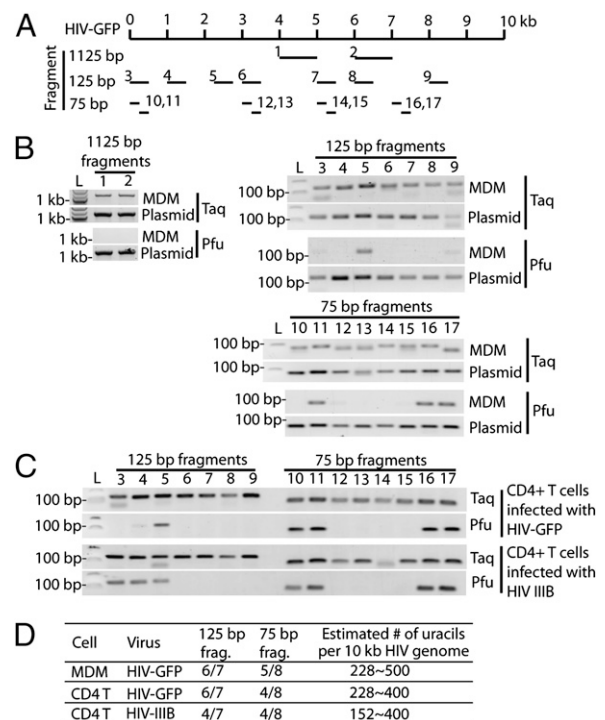 A
HIV-GFP 0 1 2 3 4 5 6 7 8 9 10 kb
Fragment
1125 bp 1 2
125 bp 3 4 5 6 7 8 9
75 bp 10,11 12,13 14,15 16,17
B
1125 bp
fragments
L 1 2
1 kb- MDM
1 kb- Plasmid
Taq
1 kb- MDM
1 kb- Plasmid
Pfu
125 bp fragments
L 3 4 5 6 7 8 9
100 bp- MDM
100 bp- Plasmid
Taq
100 bp- MDM
100 bp- Plasmid
Pfu
75 bp fragments
L 10 11 12 13 14 15 16 17
100 bp- MDM
100 bp- Plasmid
Taq
100 bp- MDM
100 bp- Plasmid
Pfu
C
125 bp fragments 75 bp fragments
L 3 4 5 6 7 8 9 10 11 12 13 14 15 16 17
100 bp- Taq
100 bp- Pfu
CD4+ T cells
infected with
HIV-GFP
100 bp- Taq
100 bp- Pfu
CD4+ T cells
infected with
HIV IIIB
D
Cell Virus 125 bp frag. 75 bp frag. Estimated # of uracils per 10 kb HIV genome
MDM HIV-GFP 6/7 5/8 228~500
CD4 T HIV-GFP 6/7 4/8 228~400
CD4 T HIV-IIIB 4/7 4/8 152~400